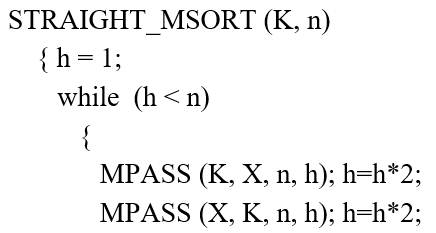 STRAIGHT_MSORT (K, n)
{ h = 1;
while (h < n)
{
MPASS (K, X, n, h); h=h*2;
MPASS (X, K, n, h); h=h*2;